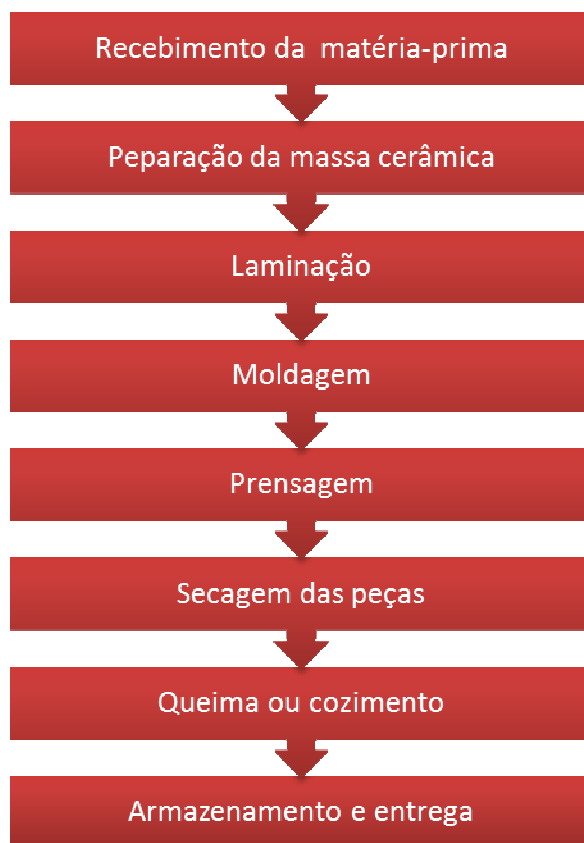 Recebimento da matéria-prima
Peparação da massa cerâmica
Laminação
Moldagem
Prensagem
Secagem das peças
Queima ou cozimento
Armazenamento e entrega